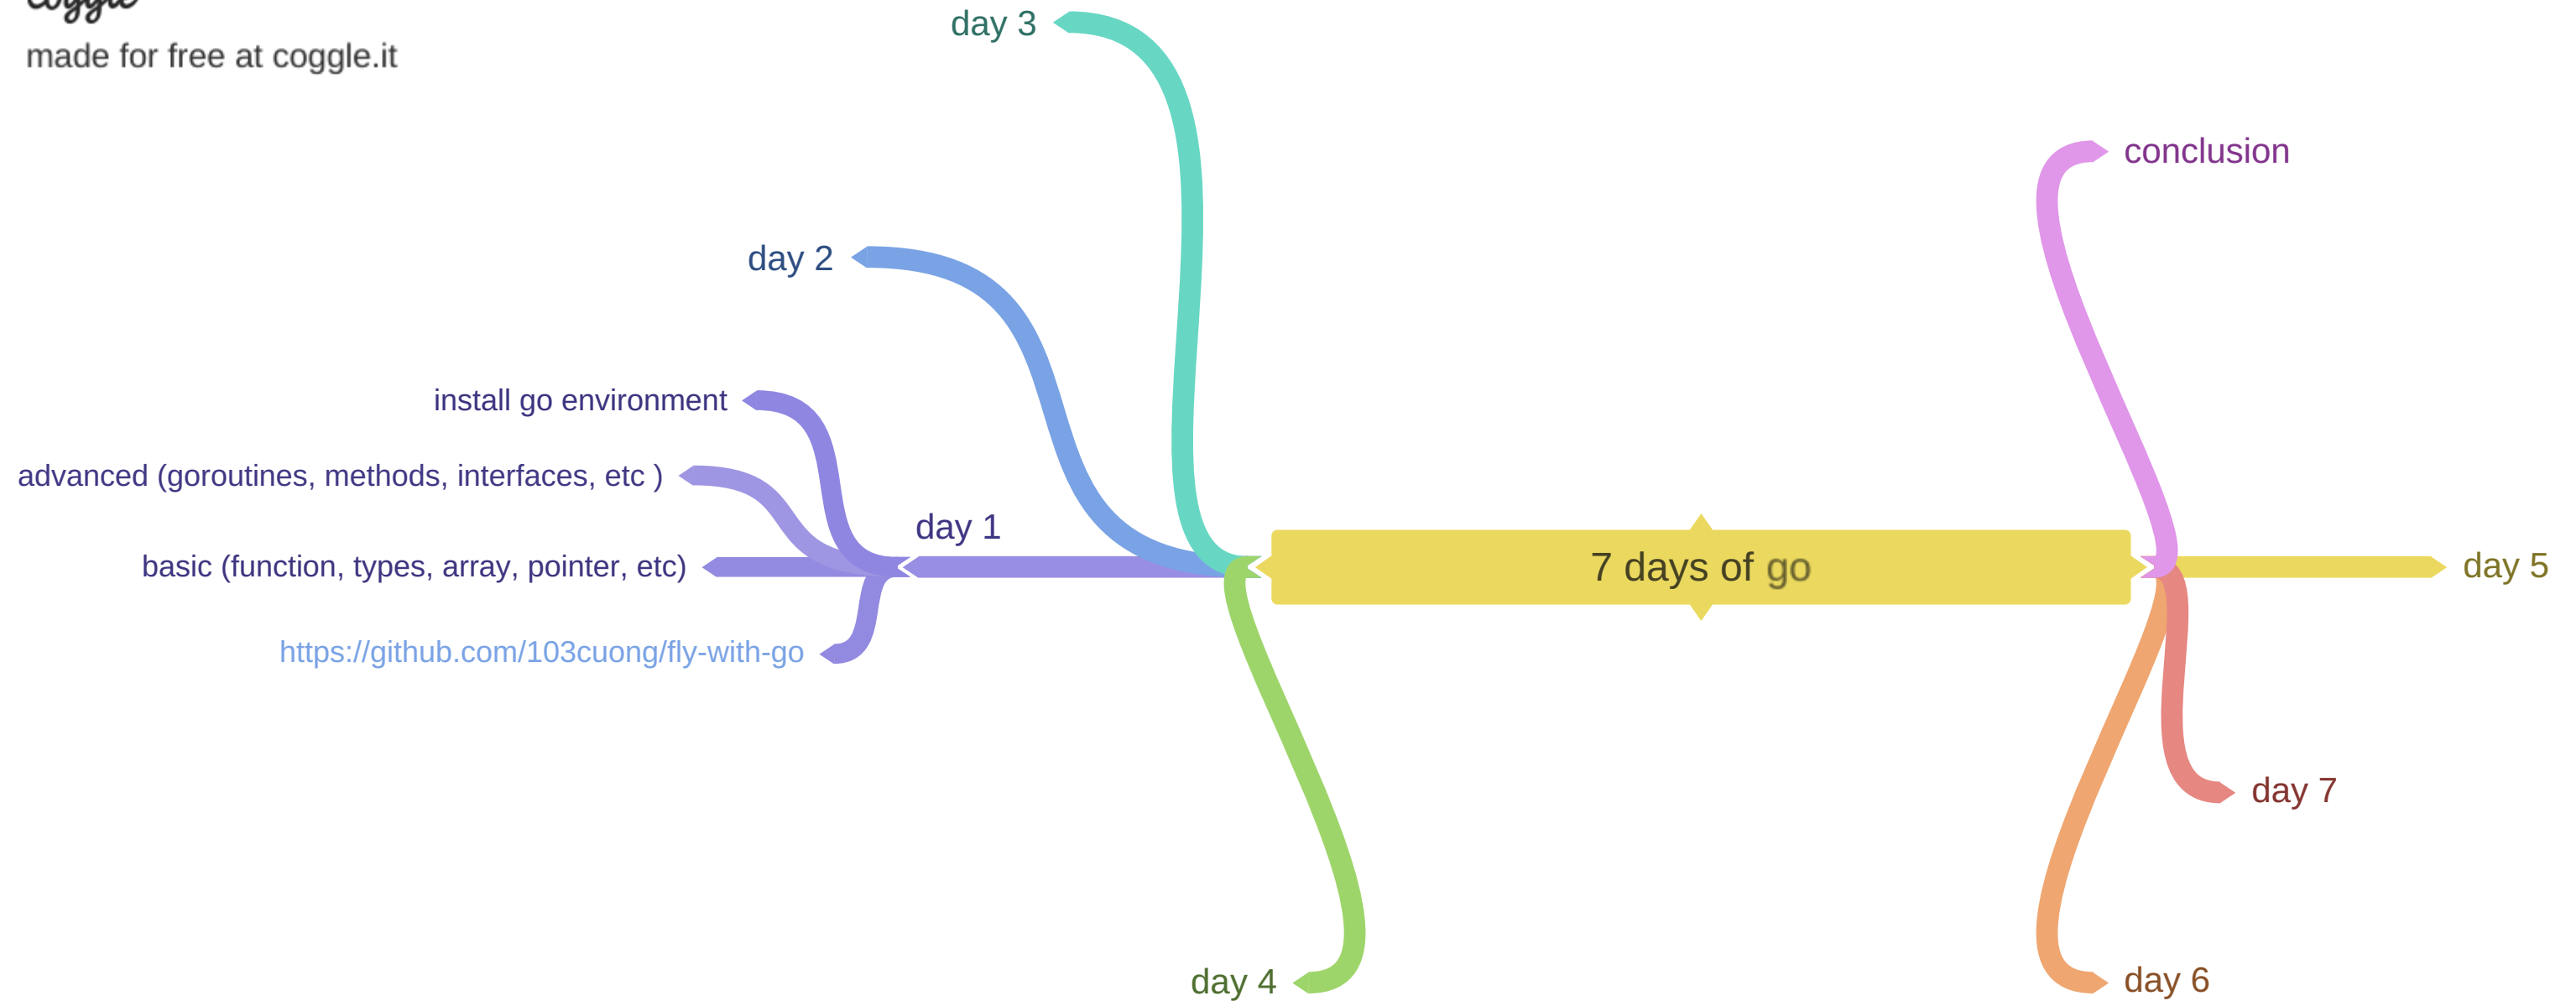 coggle
made for free at coggle.it
day 3
conclusion
day 2
install go environment
advanced (goroutines, methods, interfaces, etc )
day 1
basic (function, types, array, pointer, etc)
7 days of go
day 5
https://github.com/103cuong/fly-with-go
day 7
day 4
day 6